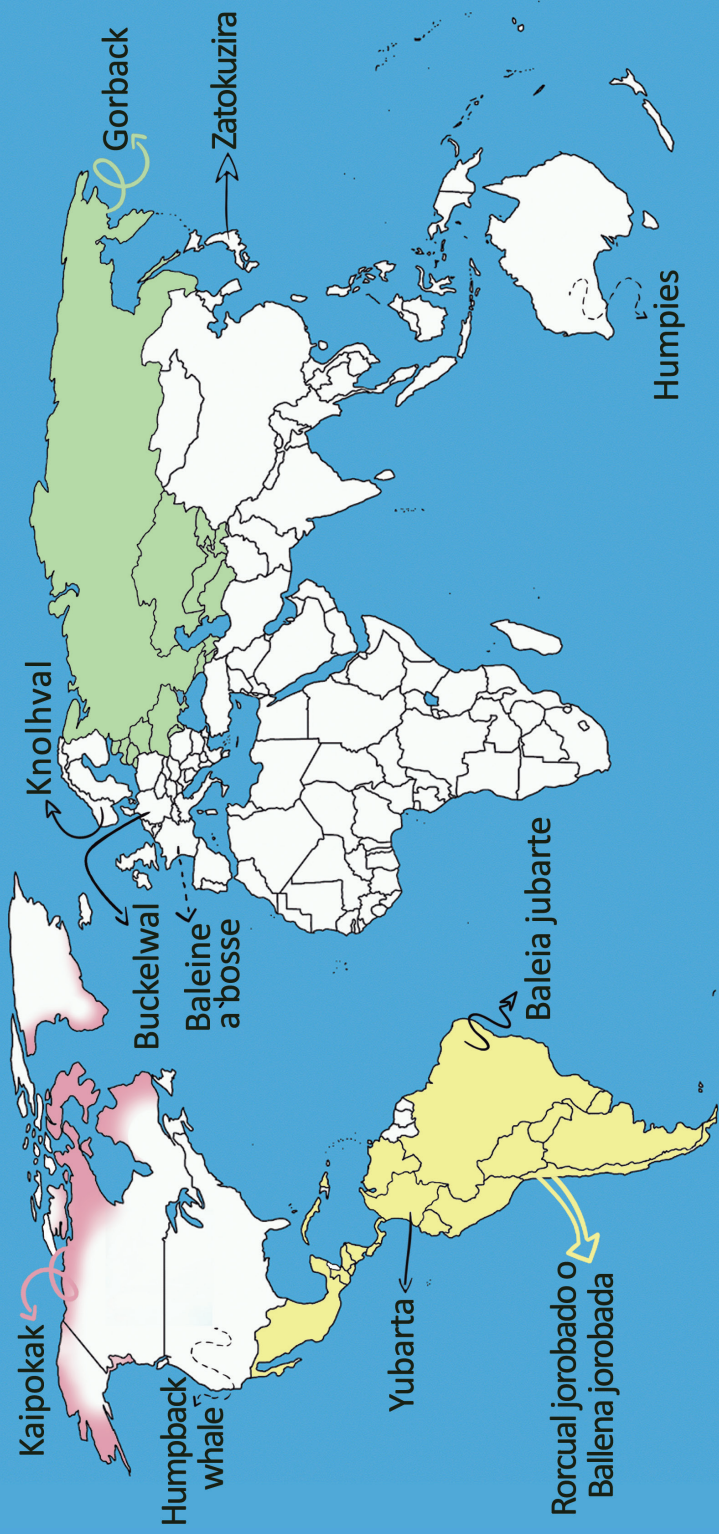 Kaipokak
Knolhval
Gorback
Buckelwal
Baleine
a bosse
Zatokuzira
Humpback
whale
Yubarta
Baleia jubarte
Rorcual jorobado o
Ballena jorobada
Humpies